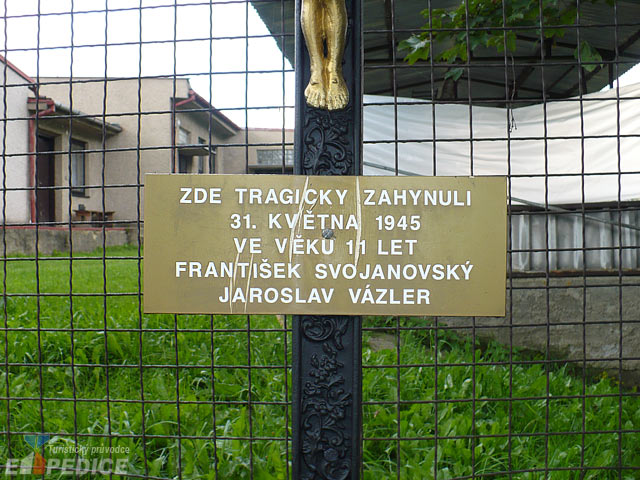 ZDE TRAGICKY ZAHYNULI
31. KVĚTNA 1945
VE VĚKU 11 LET
FRANTIŠEK SVOJANOVSKÝ
JAROSLAV VÁZLER
Turistický průvodce
EXPEDICE